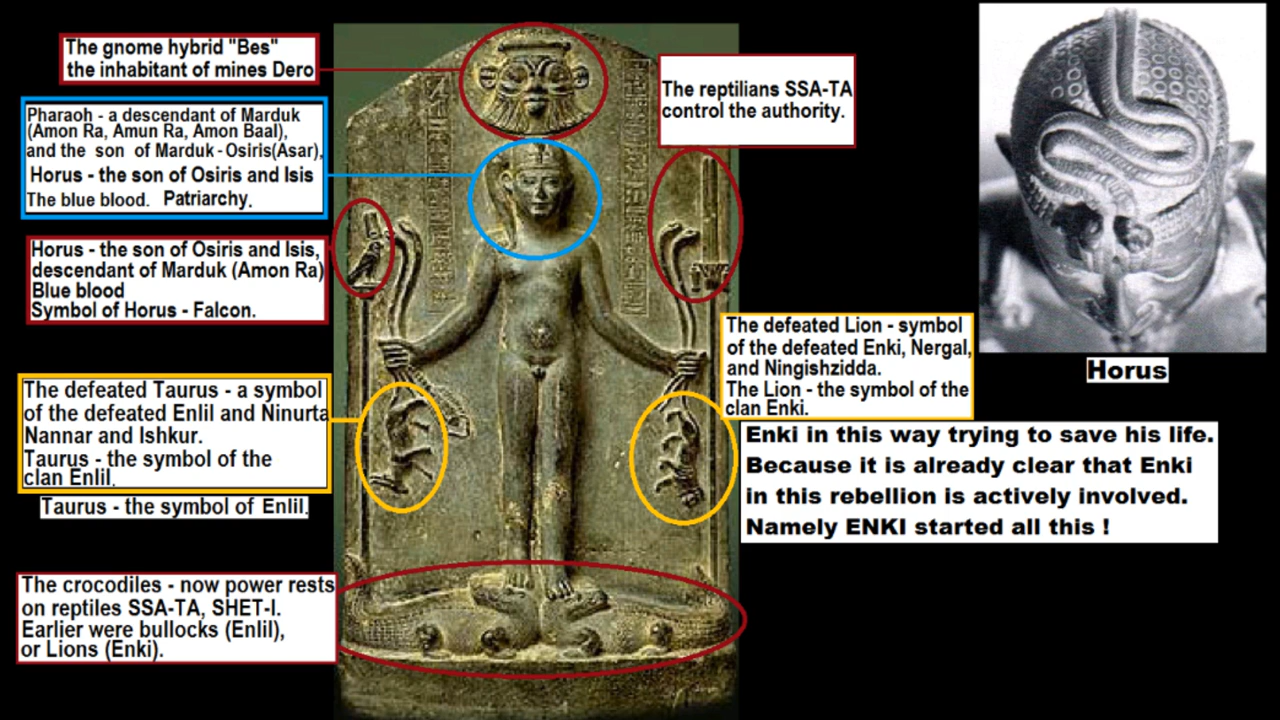 The gnome hybrid "Bes"
the inhabitant of mines Dero
Pharaoh - a descendant of Marduk
(Amon Ra, Amun Ra, Amon Baal),
and the son of Marduk - Osiris(Asar),
Horus - the son of Osiris and Isis
The blue blood. Patriarchy.
Horus - the son of Osiris and Isis,
descendant of Marduk (Amon Ra)
Blue blood
Symbol of Horus - Falcon.
The defeated Taurus - a symbol
of the defeated Enlil and Ninurta
Nannar and Ishkur.
Taurus - the symbol of the
clan Enlil.
Taurus - the symbol of Enlil.
The crocodiles - now power rests
on reptiles SSA-TA, SHET-I.
Earlier were bullocks (Enlil),
or Lions (Enki).
The reptilians SSA-TA
control the authority.
The defeated Lion - symbol
of the defeated Enki, Nergal,
and Ningishzidda.
The Lion - the symbol of the
clan Enki.
Enki in this way trying to save his life.
Because it is already clear that Enki
in this rebellion is actively involved.
Namely ENKI started all this !
Horus